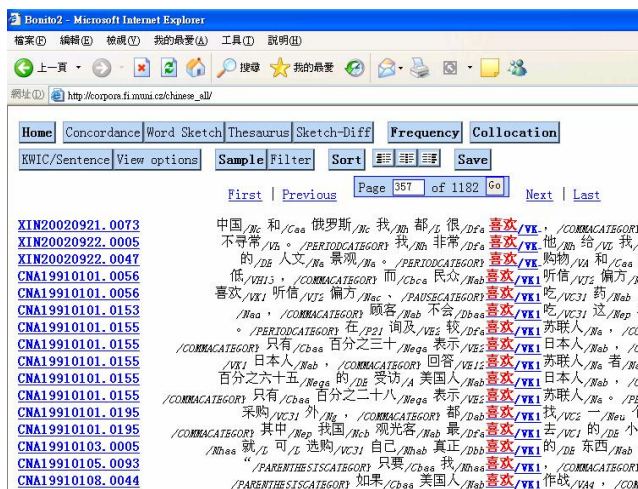 Bonito2 - Microsoft Internet Explorer
檔案(F) 編輯(E) 檢視(V) 我的最愛(A) 工具(T) 說明(H)
上一頁 搜尋 我的最愛
網址(D) http://corpora.fi.muni.cz/chinese_all/
Home Concordance Word Sketch Thesaurus Sketch-Diff Frequency Collocation
KWIC/Sentence View options Sample Filter Sort Save
First | Previous Page 357 of 1182 Go Next | Last
XIN20020921.0073 中国/Nc 和/Caa 俄罗斯/Nc 我/Nh 都/D 很/Dfa 喜欢/VK , /COMMACATEGORY
XIN20020922.0005 不寻常/VH 。 /PERIODCATEGORY 我/Nh 非常/Dfa 喜欢/VK 他/Nh 给/VD 我/
XIN20020922.0047 的/DE 人文/Na 景观/Na 。 /PERIODCATEGORY 喜欢/VK 购物/VA 和/Caa
CNA19910101.0056 低/VH13 , /COMMACATEGORY 而/Cbca 民众/Nab 喜欢/VK1 听信/VJ2 偏方/
CNA19910101.0056 喜欢/VK1 听信/VJ2 偏方/Nac 、 /PAUSECATEGORY 喜欢/VK1 吃/VC31 药/Nab
CNA19910101.0153 /Naa , /COMMACATEGORY 顾客/Nab 不会/Dbaa 喜欢/VK1 吃/VC31 这/Nep
CNA19910101.0155 。 /PERIODCATEGORY 在/P21 询及/VE2 较/Dfa 喜欢/VK1 苏联人/Na , /CO
CNA19910101.0155 /COMMACATEGORY 只有/Cbaa 百分之三十/Neqa 表示/VE2 喜欢/VK1 日本人/Nab , /
CNA19910101.0155 /VK1 日本人/Nab , /COMMACATEGORY 回答/VE12 喜欢/VK1 苏联人/Na 者/Na
CNA19910101.0155 百分之六十五/Neqa 的/DE 受访/A 美国人/Nab 喜欢/VK1 日本人/Nab , /
CNA19910101.0155 /COMMACATEGORY 只有/Cbaa 百分之二十八/Neqa 表示/VE2 喜欢/VK1 苏联人/Na 。 /PE
CNA19910101.0195 采购/VC31 外/Ng , /COMMACATEGORY 都/Dab 喜欢/VK1 找/VC2 一/Neu
CNA19910101.0195 /COMMACATEGORY 其中/Nep 我国/Ncb 观光客/Nab 最/Dfa 喜欢/VK1 去/VC1 的/DE 小
CNA19910103.0005 /Nhaa 就/D 可/D 选购/VC31 自己/Nhab 真正/Dbb 喜欢/VK1 的/DE 东西/Nab
CNA19910105.0093 “ /PARENTHESISCATEGORY 只要/Cbaa 我/Nhaa 喜欢/VK1 , /COMMACATEGORY
CNA19910108.0044 /PARENTHESISCATEGORY 如果/Cbaa 美国人/Nab 喜欢/VK1 作战/VA4 , /COM